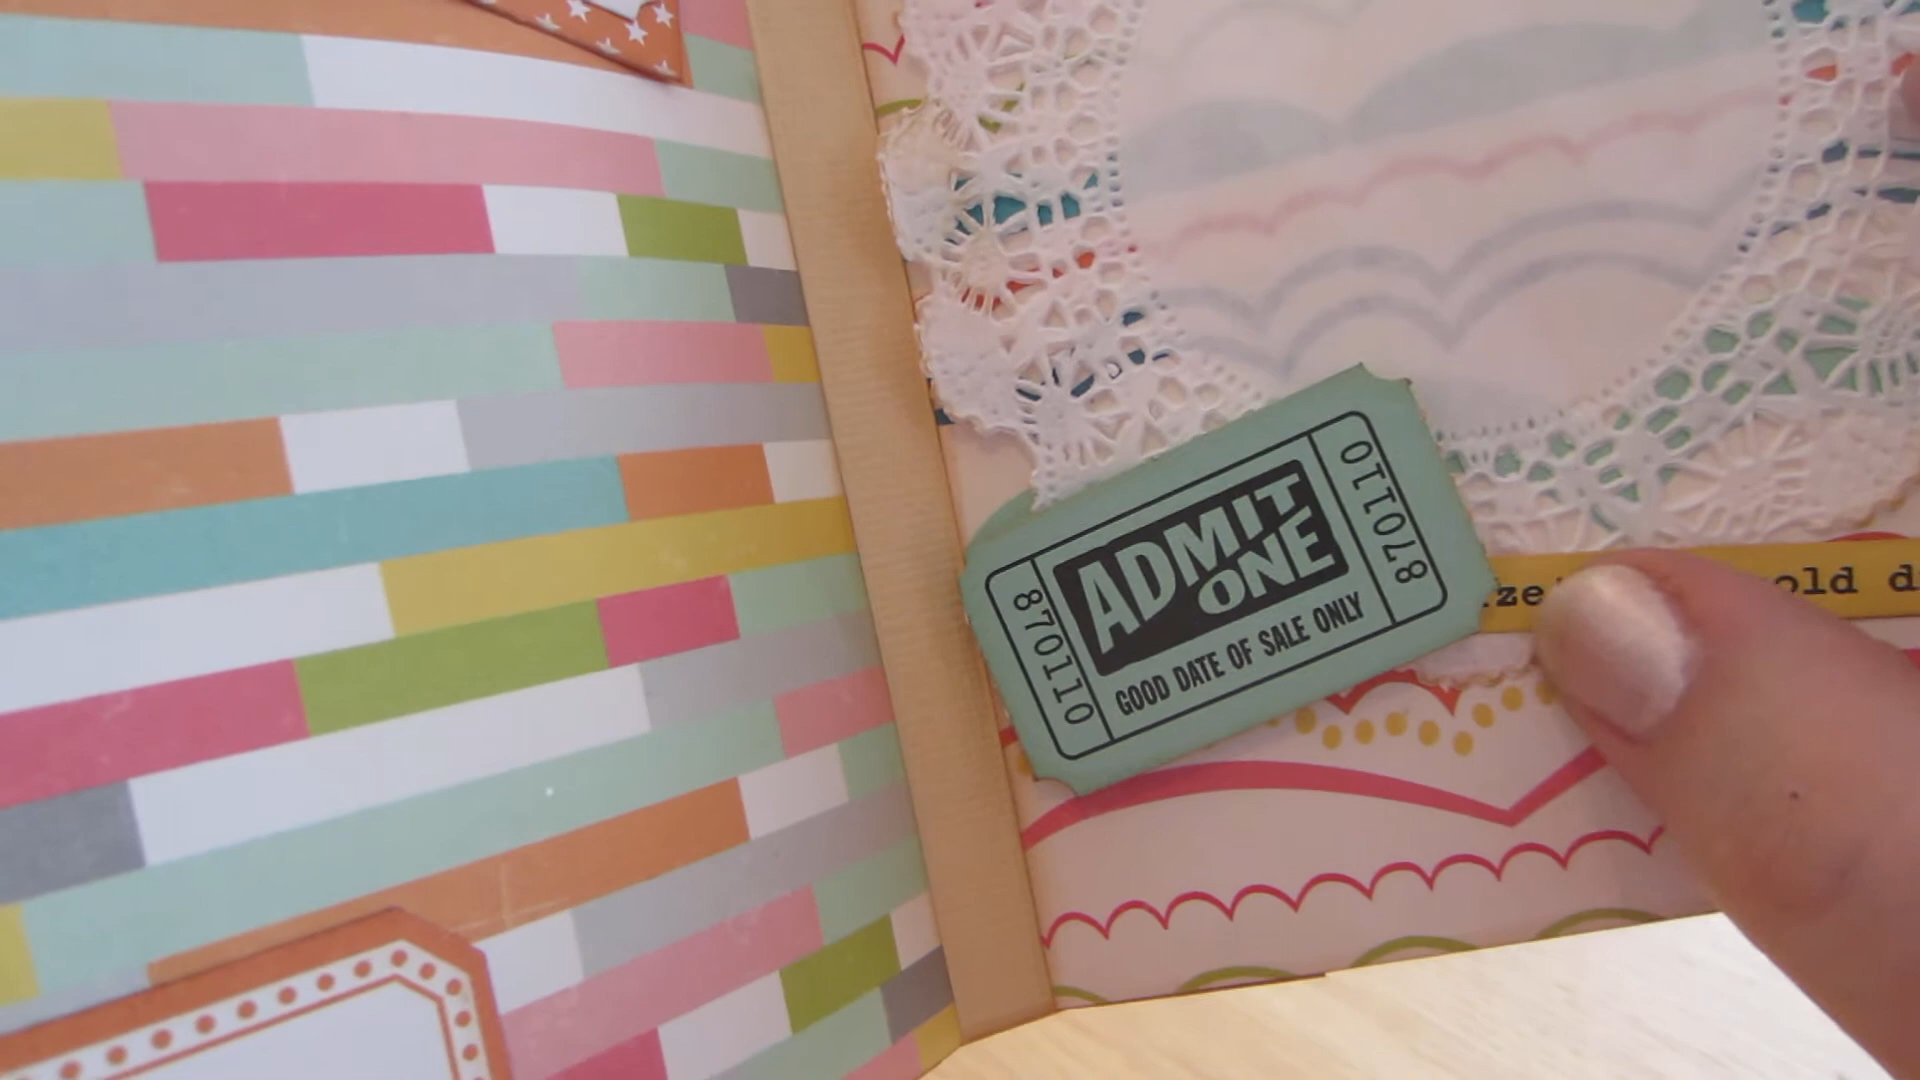 ADMIT
ONE
GOOD DATE OF SALE ONLY
870110
870110
old